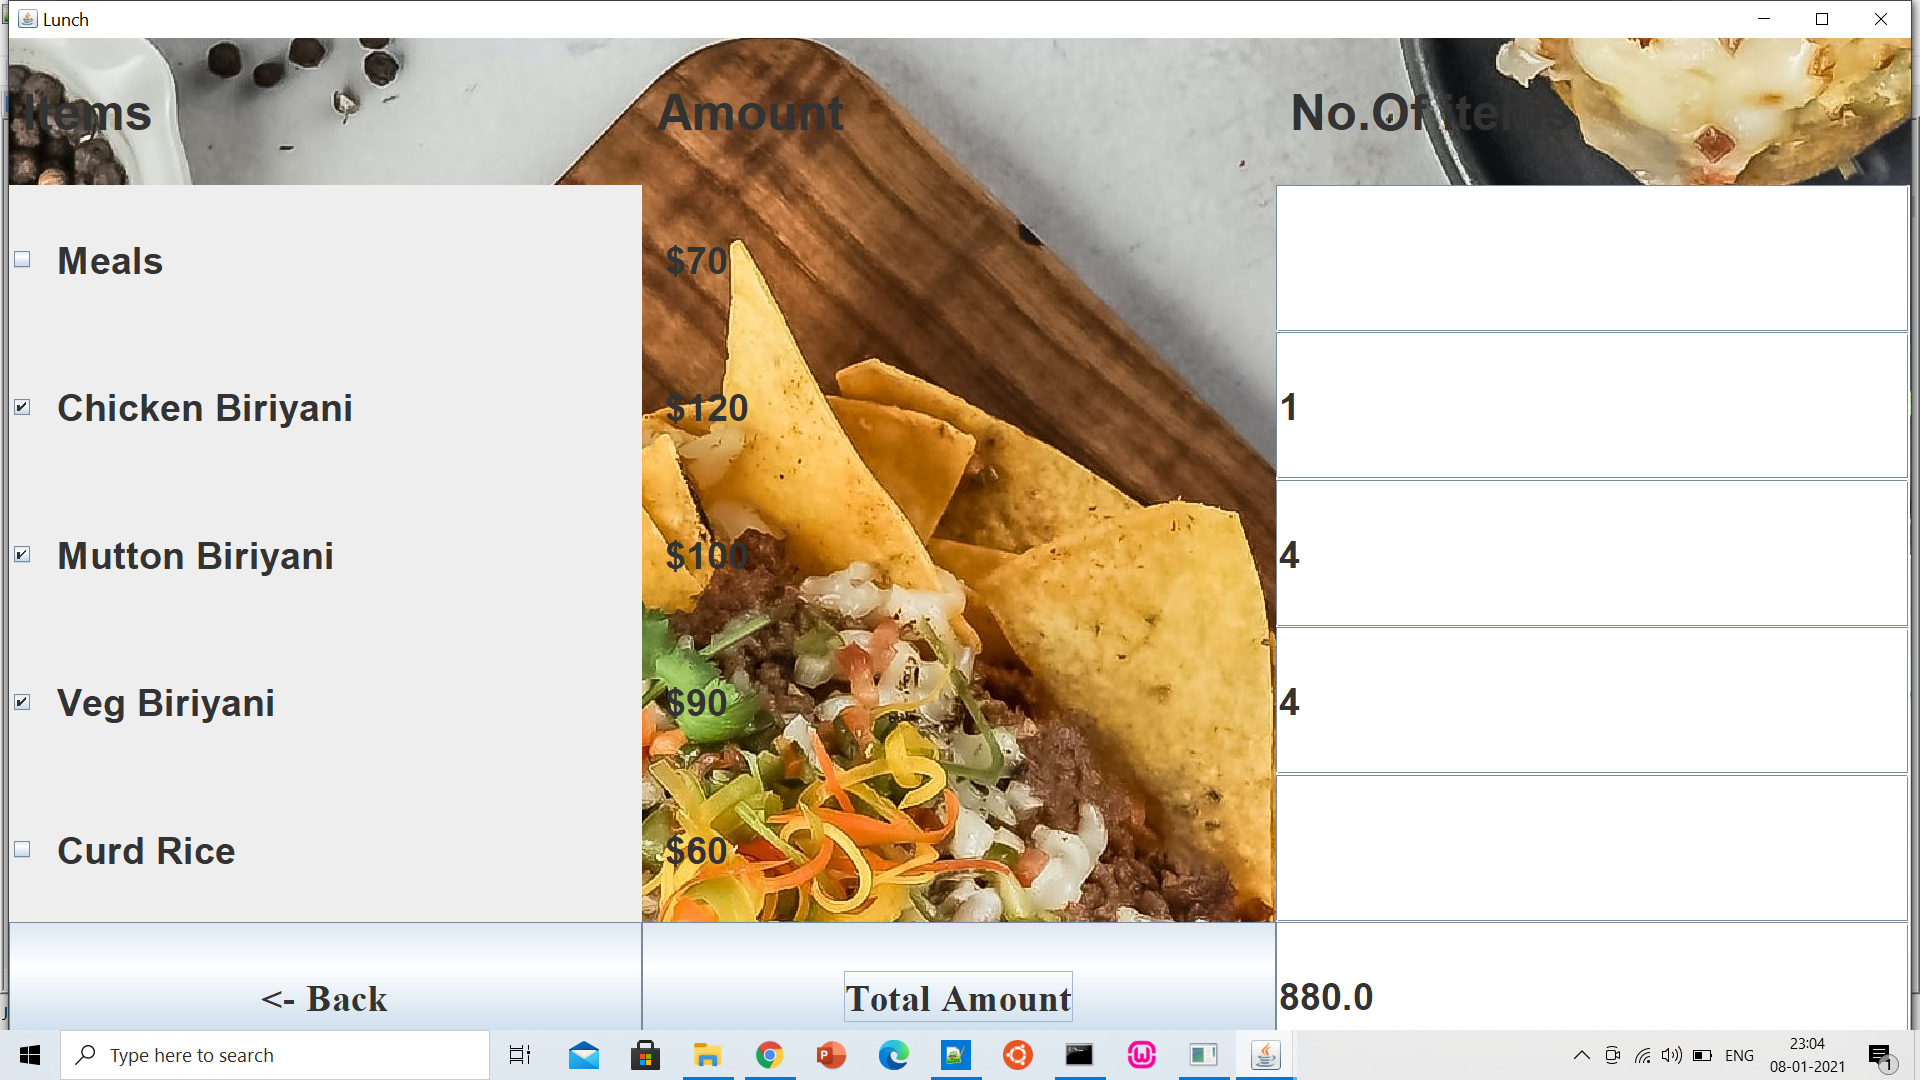 Lunch
Items Amount No.Of items
Meals $70
Chicken Biriyani $120 1
Mutton Biriyani $100 4
Veg Biriyani $90 4
Curd Rice $60
<- Back Total Amount 880.0
Type here to search
ENG
23:04
08-01-2021
1